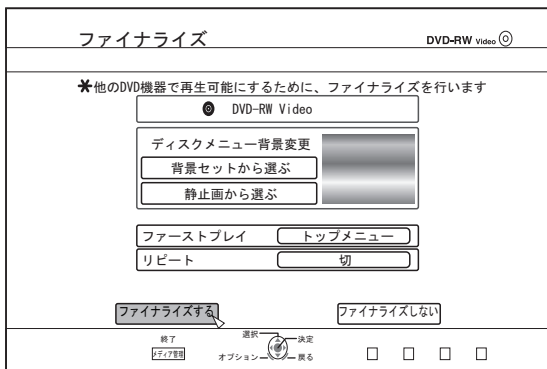 ファイナライズ DVD-RW Video
*他のDVD機器で再生可能にするために、ファイナライズを行います
DVD-RW Video
ディスクメニュー背景変更
背景セットから選ぶ
静止画から選ぶ
ファーストプレイ トップメニュー
リピート 切
ファイナライズする ファイナライズしない
終了 選択 決定
メディア管理 オプション 戻る